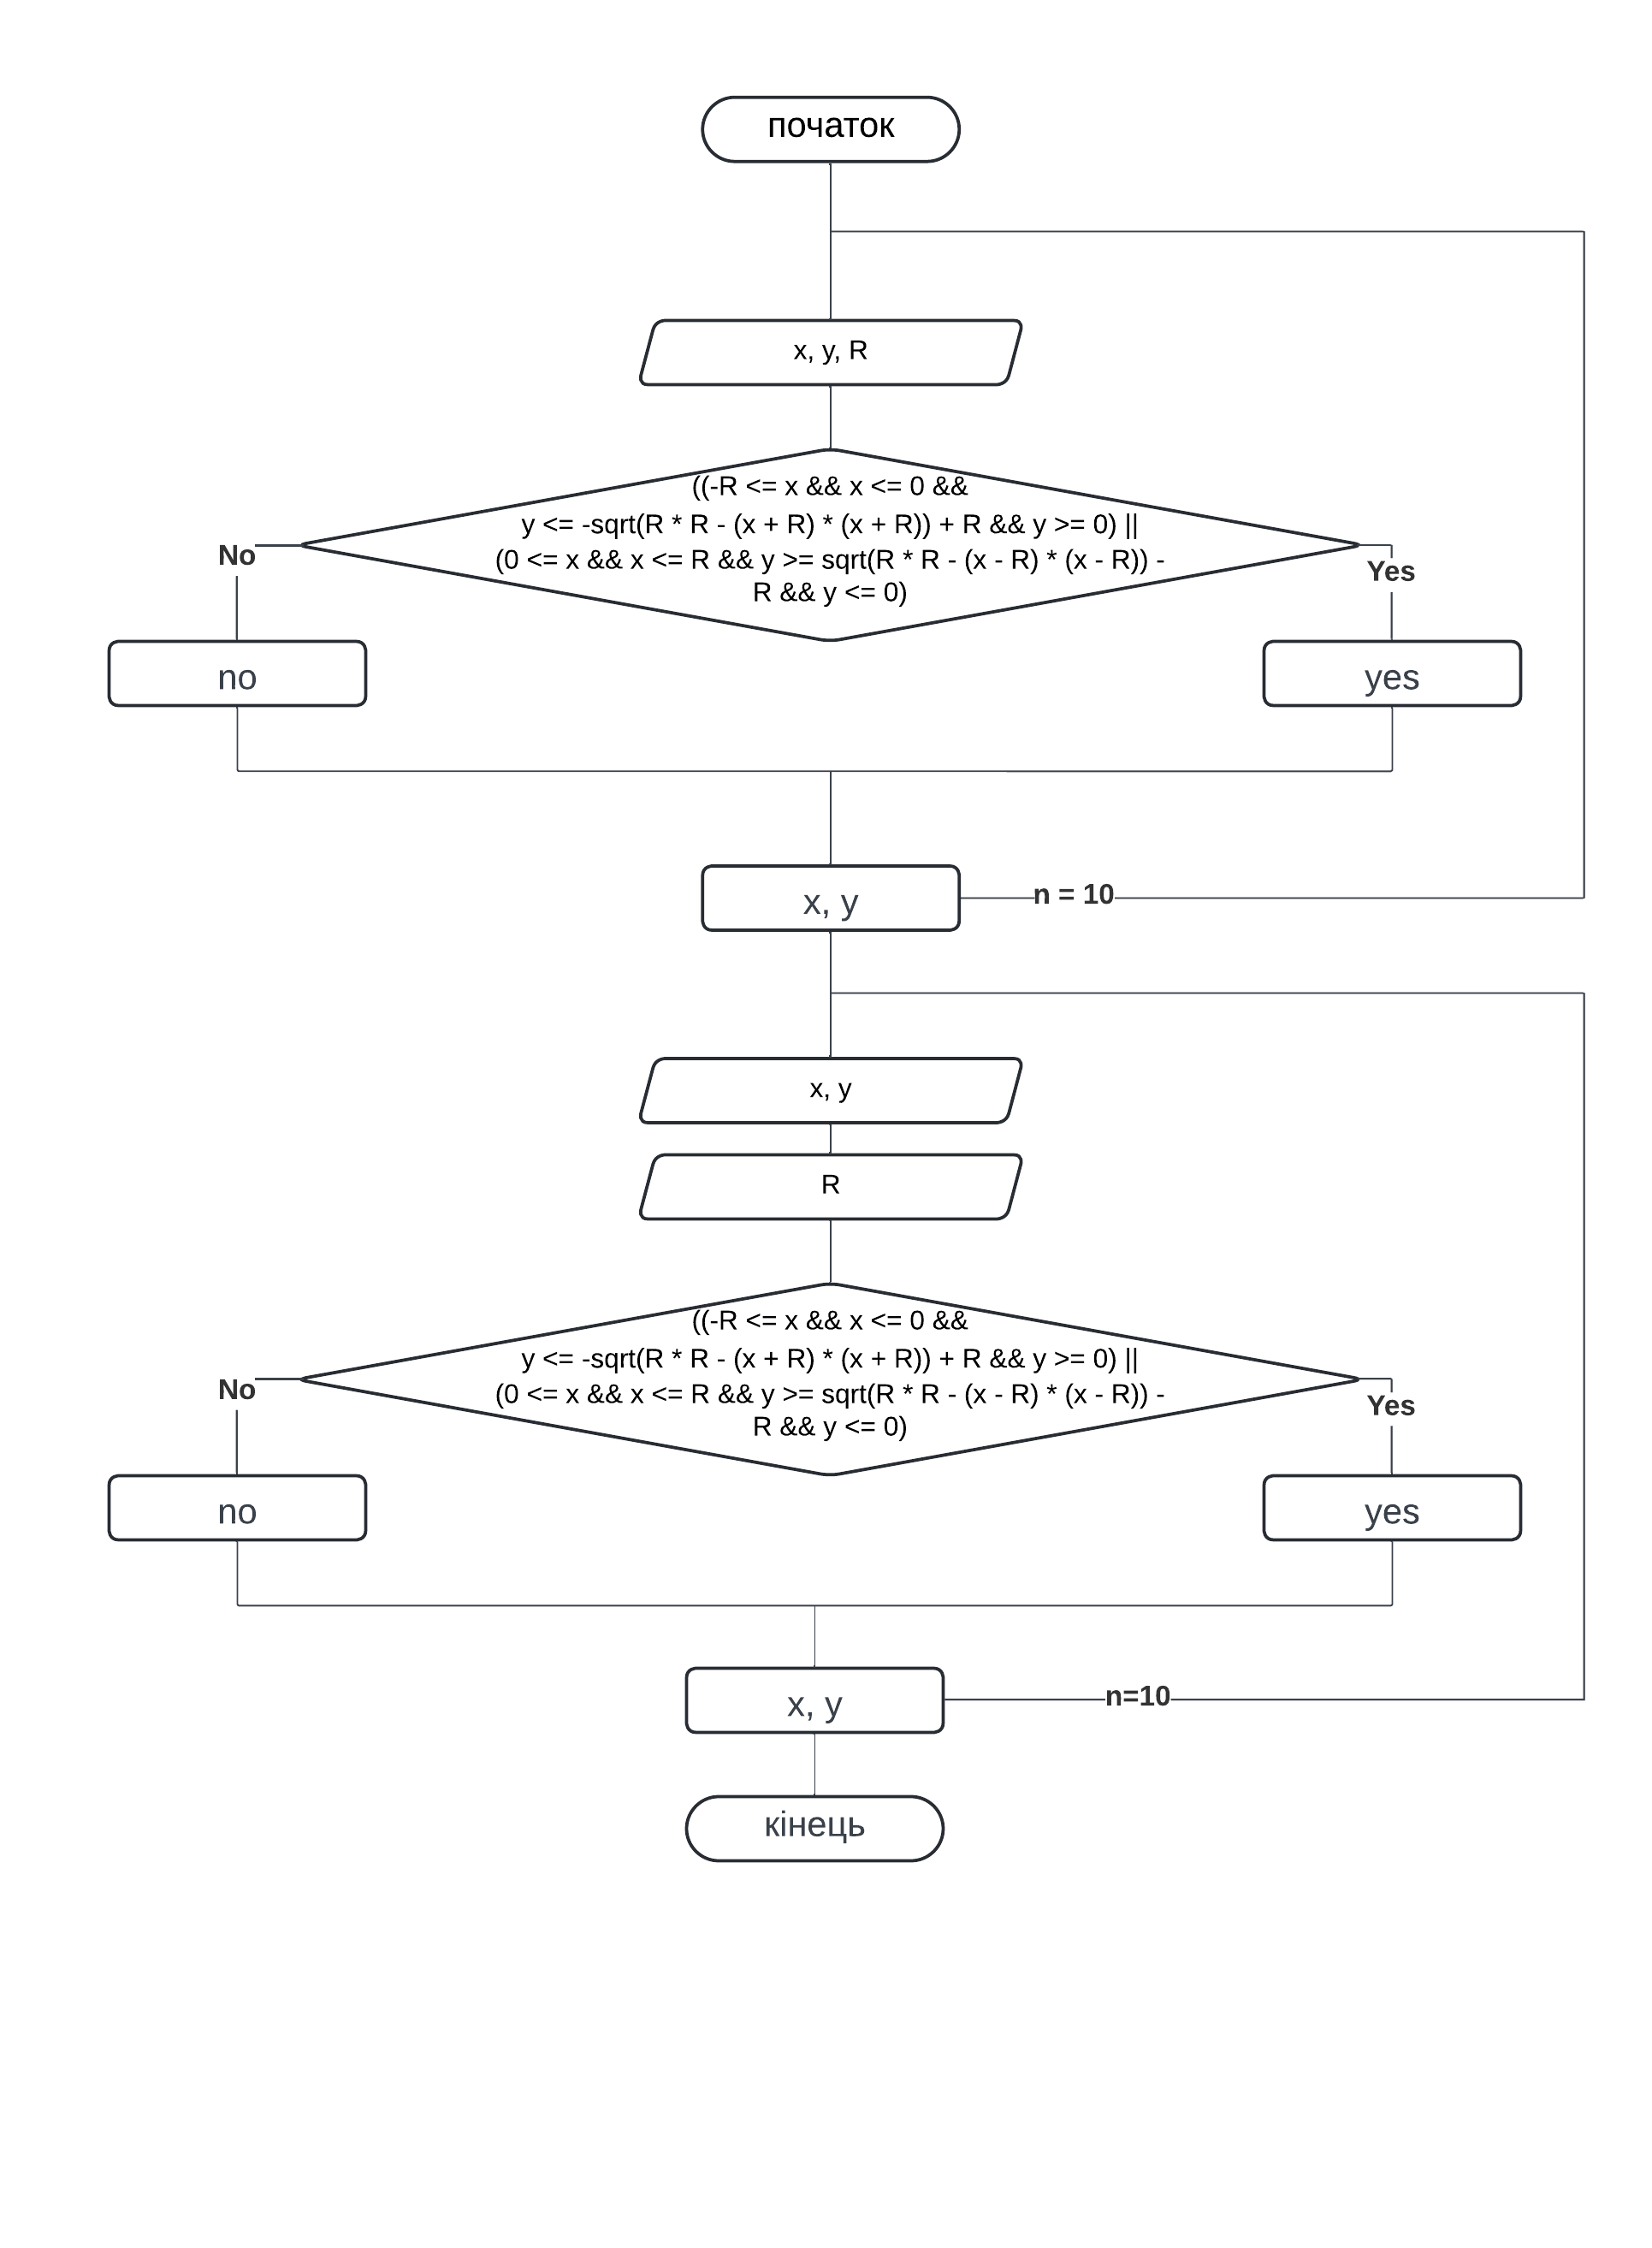 початок
x, y, R
((-R <= x && x <= 0 &&
y <= -sqrt(R * R - (x + R) * (x + R)) + R && y >= 0) ||
(0 <= x && x <= R && y >= sqrt(R * R - (x - R) * (x - R)) -
R && y <= 0)
No
Yes
no
yes
x, y
n = 10
x, y
R
((-R <= x && x <= 0 &&
y <= -sqrt(R * R - (x + R) * (x + R)) + R && y >= 0) ||
(0 <= x && x <= R && y >= sqrt(R * R - (x - R) * (x - R)) -
R && y <= 0)
No
Yes
no
yes
x, y
n=10
кінець